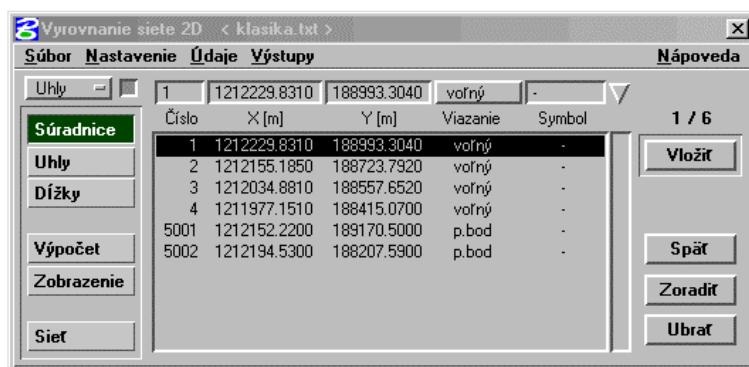 Vyrovnanie siete 2D < klasika.txt >
Súbor Nastavenie Údaje Výstupy Nápoveda
Uhly 1 1212229.8310 188993.3040 voľný -
Číslo X [m] Y [m] Viazanie Symbol 1 / 6
Súradnice
Uhly
Dĺžky
Výpočet
Zobrazenie
Sieť
1 1212229.8310 188993.3040 voľný -
2 1212155.1850 188723.7920 voľný -
3 1212034.8810 188557.6520 voľný -
4 1211977.1510 188415.0700 voľný -
5001 1212152.2200 189170.5000 p.bod -
5002 1212194.5300 188207.5900 p.bod -
Vložiť
Späť
Zoradiť
Ubrať